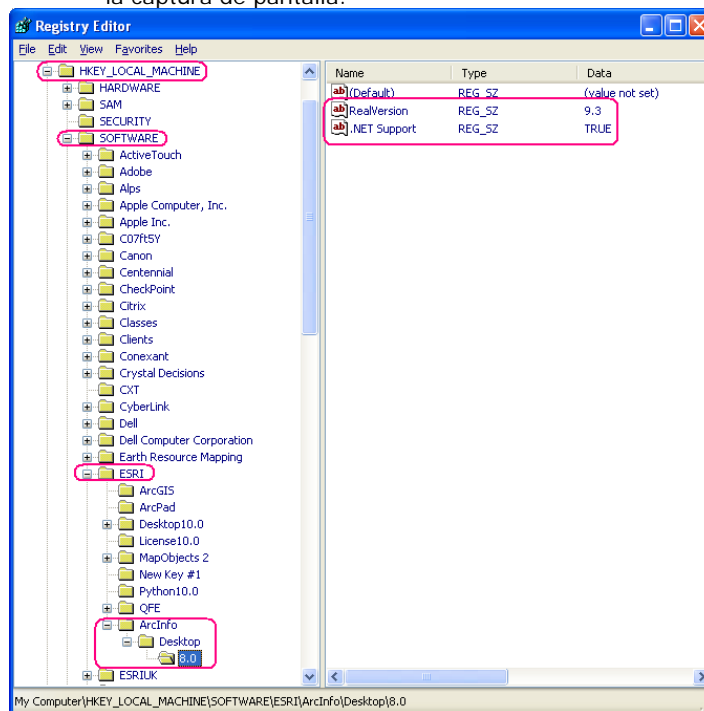 la captura de pantalla.
Registry Editor
File Edit View Favorites Help
HKEY_LOCAL_MACHINE
HARDWARE
SAM
SECURITY
SOFTWARE
ActiveTouch
Adobe
Alps
Apple Computer, Inc.
Apple Inc.
C07ft5Y
Canon
Centennial
CheckPoint
Citrix
Classes
Clients
Conexant
Crystal Decisions
CXT
CyberLink
Dell
Dell Computer Corporation
Earth Resource Mapping
ESRI
ArcGIS
ArcPad
Desktop10.0
License10.0
MapObjects 2
New Key #1
Python10.0
QFE
ArcInfo
Desktop
8.0
ESRIUK
Name Type Data
(Default) REG_SZ (value not set)
RealVersion REG_SZ 9.3
.NET Support REG_SZ TRUE
My Computer\HKEY_LOCAL_MACHINE\SOFTWARE\ESRI\ArcInfo\Desktop\8.0